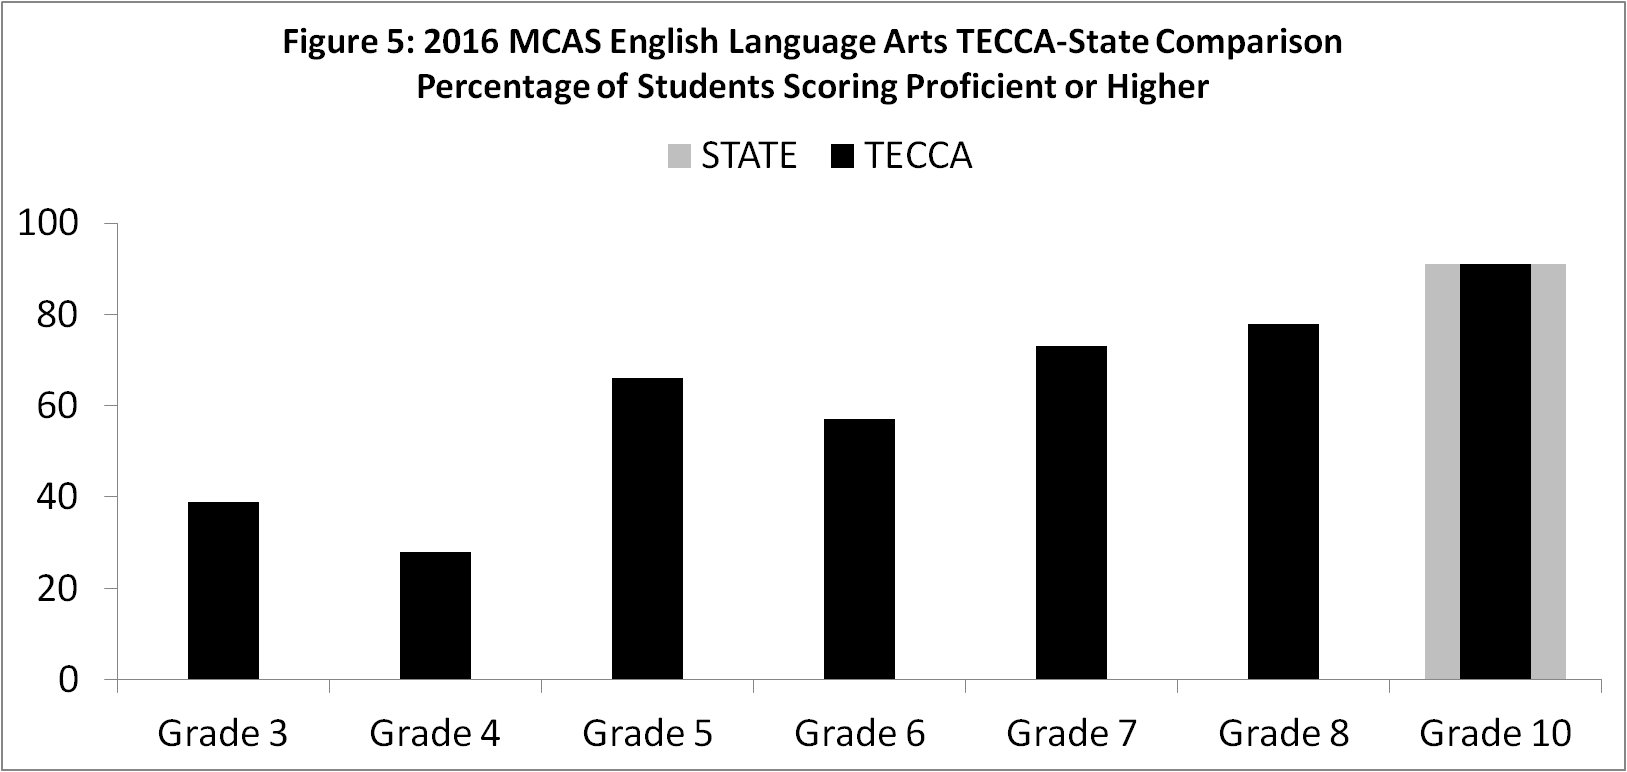 Figure 5: 2016 MCAS English Language Arts TECCA-State Comparison
Percentage of Students Scoring Proficient or Higher
STATE TECCA
100
80
60
40
20
0
Grade 3 Grade 4 Grade 5 Grade 6 Grade 7 Grade 8 Grade 10